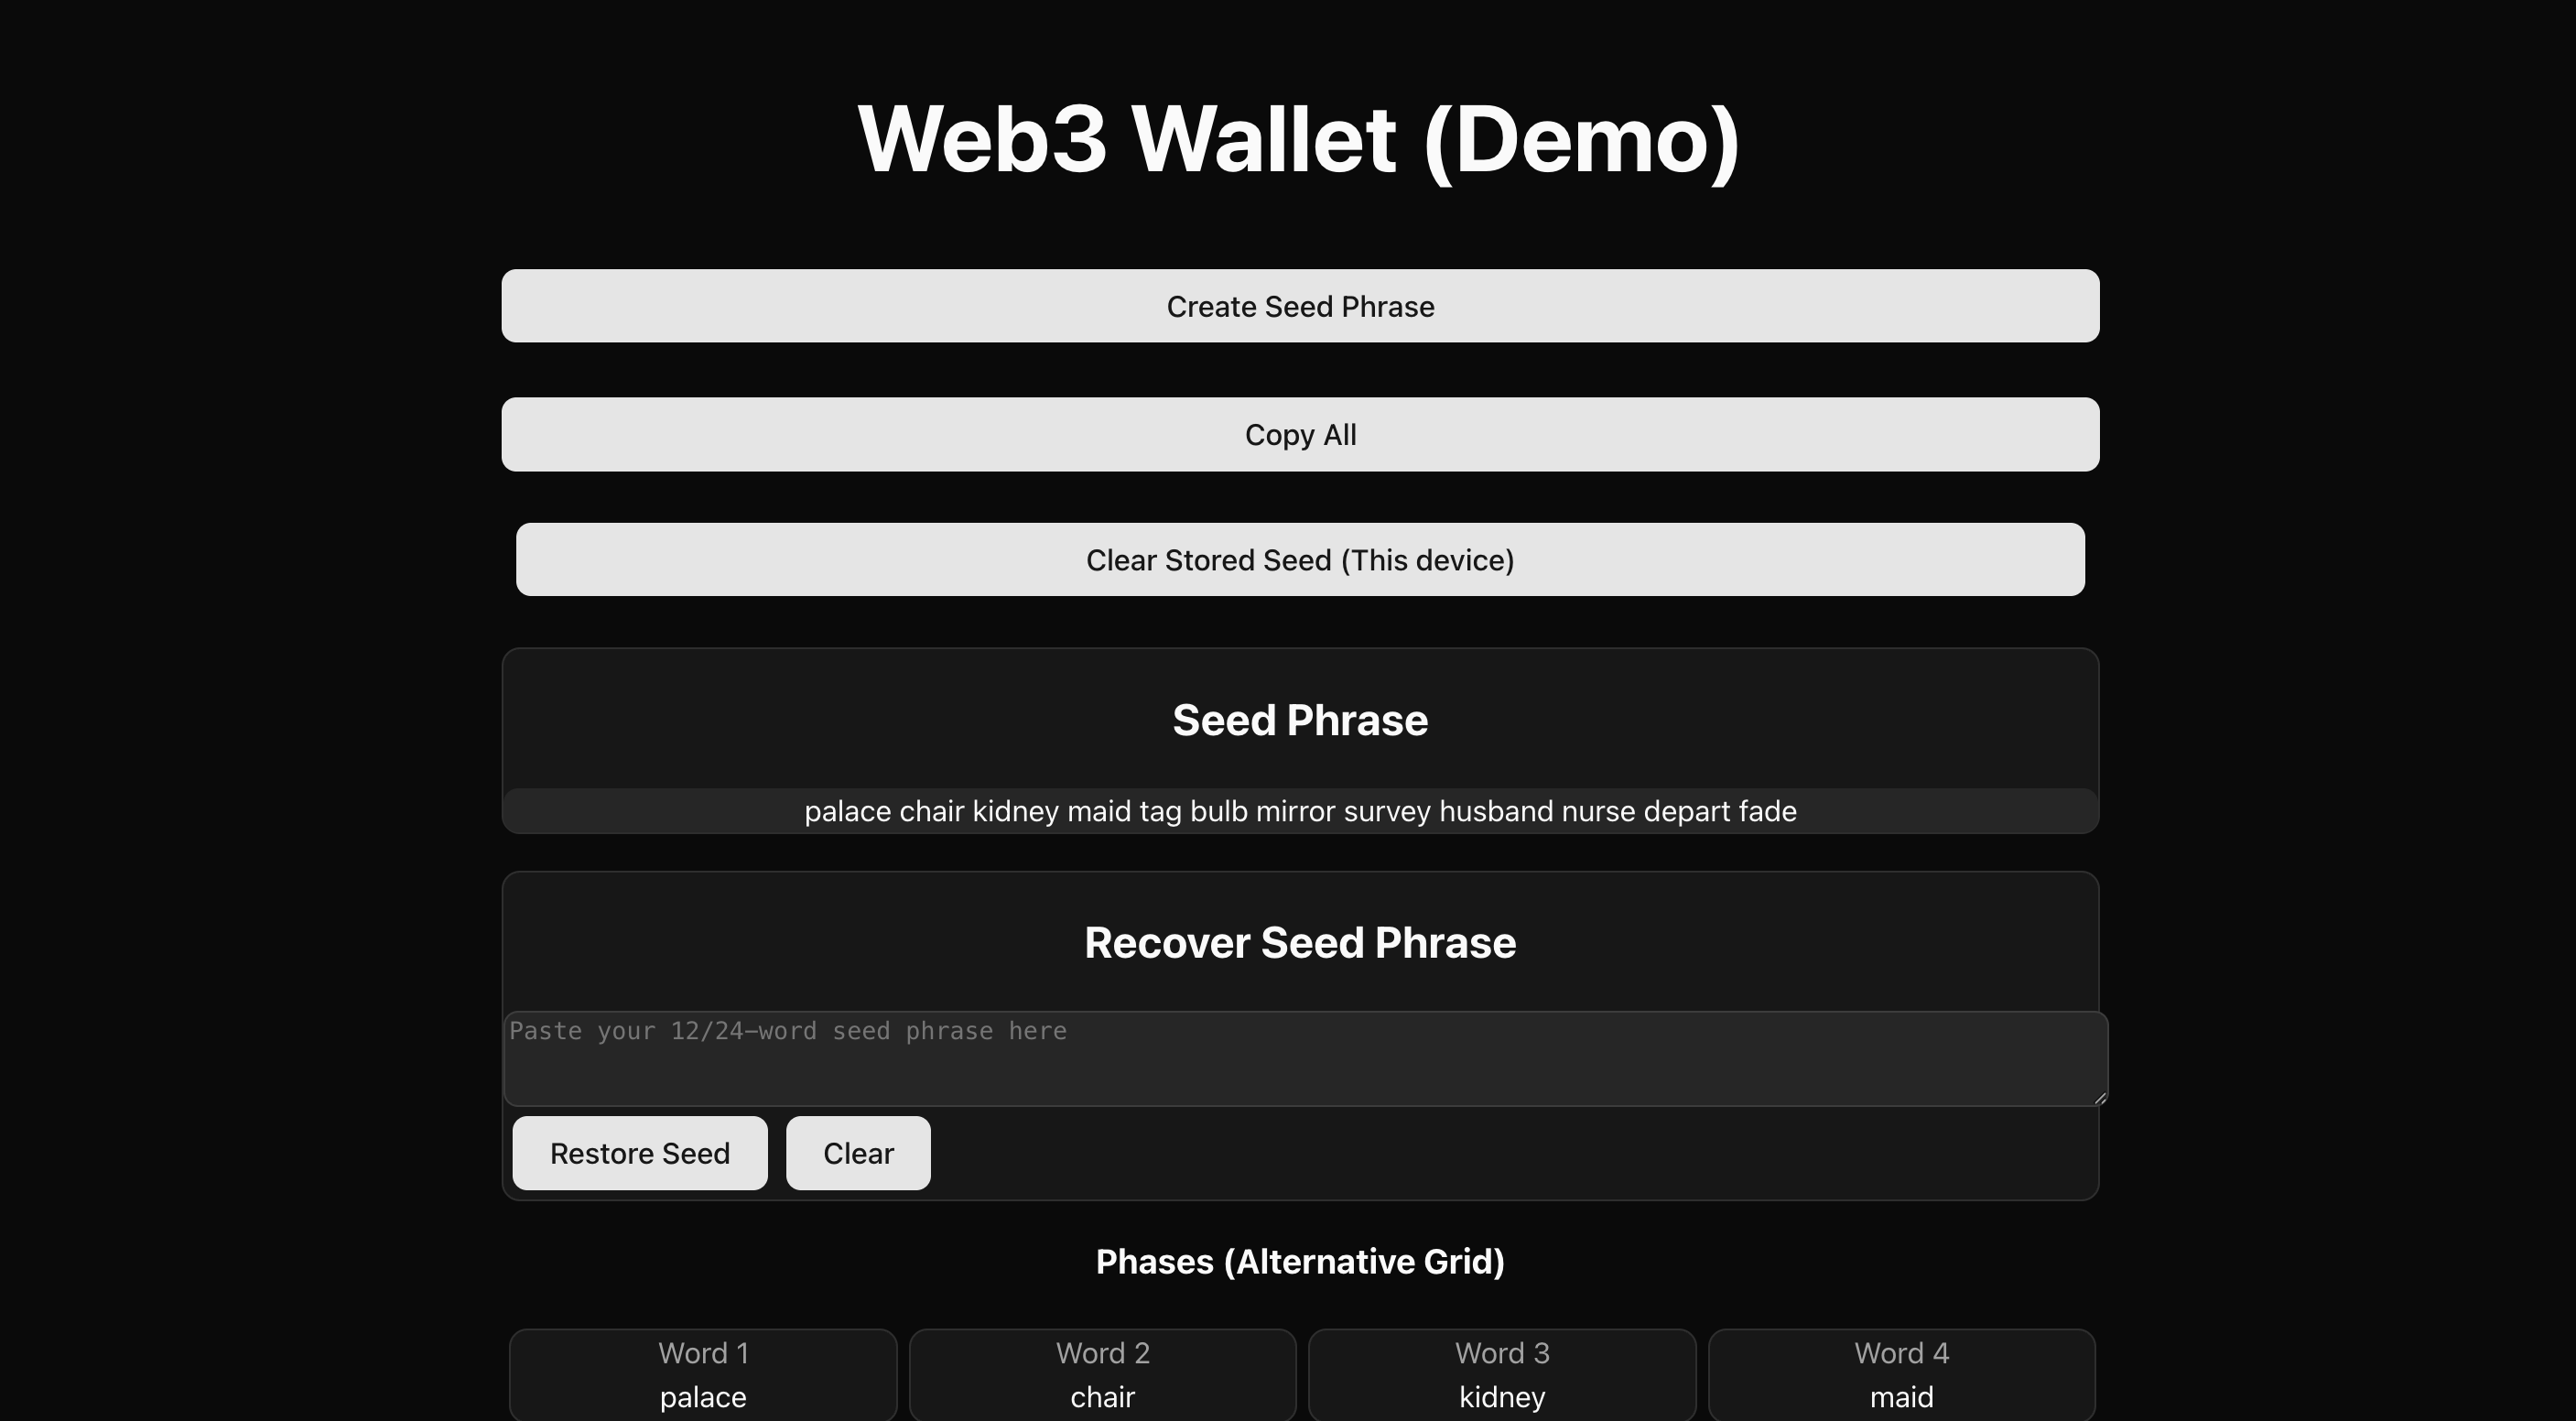 Web3 Wallet (Demo)
Create Seed Phrase
Copy All
Clear Stored Seed (This device)
Seed Phrase
palace chair kidney maid tag bulb mirror survey husband nurse depart fade
Recover Seed Phrase
Paste your 12/24-word seed phrase here
Restore Seed Clear
Phases (Alternative Grid)
Word 1 Word 2 Word 3 Word 4
palace chair kidney maid